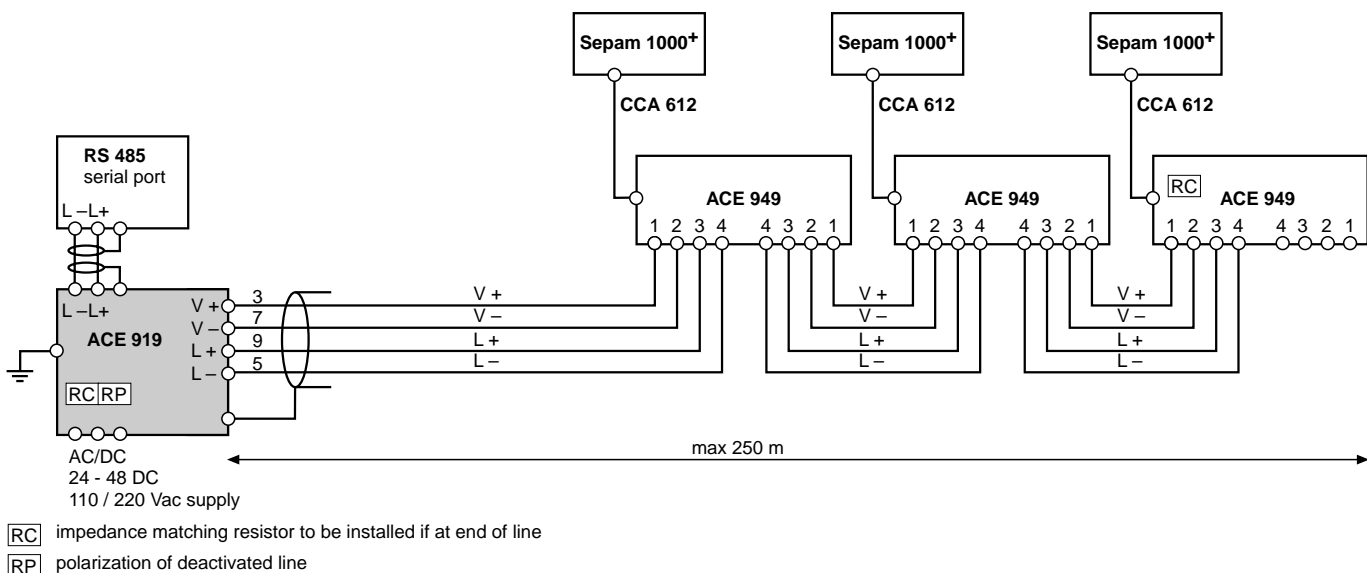 Sepam 1000+
Sepam 1000+
Sepam 1000+
CCA 612
CCA 612
CCA 612
RS 485
serial port
L – L+
ACE 949
1 2 3 4 4 3 2 1
ACE 949
1 2 3 4 4 3 2 1
RC
ACE 949
1 2 3 4 4 3 2 1
L – L+
ACE 919
RC RP
V + 3
V – 7
L + 9
L – 5
V +
V –
L +
L –
V +
V –
L +
L –
V +
V –
L +
L –
max 250 m
AC/DC
24 - 48 DC
110 / 220 Vac supply
RC impedance matching resistor to be installed if at end of line
RP polarization of deactivated line